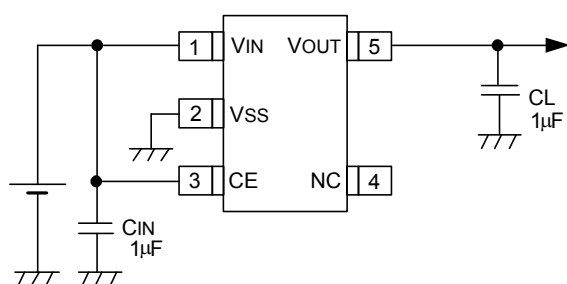 1 VIN VOUT 5
2 VSS
3 CE NC 4
CIN
1µF
CL
1µF